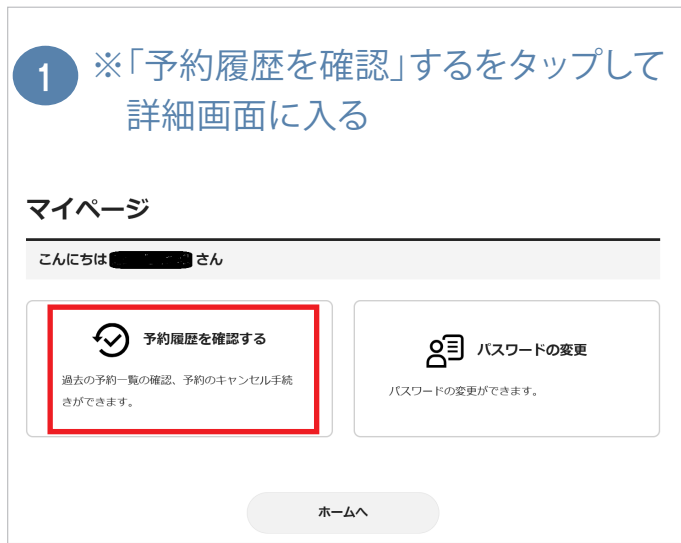 1 ※「予約履歴を確認」するをタップして
詳細画面に入る
マイページ
こんにちは さん
予約履歴を確認する
過去の予約一覧の確認、予約のキャンセル手続
きができます。
パスワードの変更
パスワードの変更ができます。
ホームへ